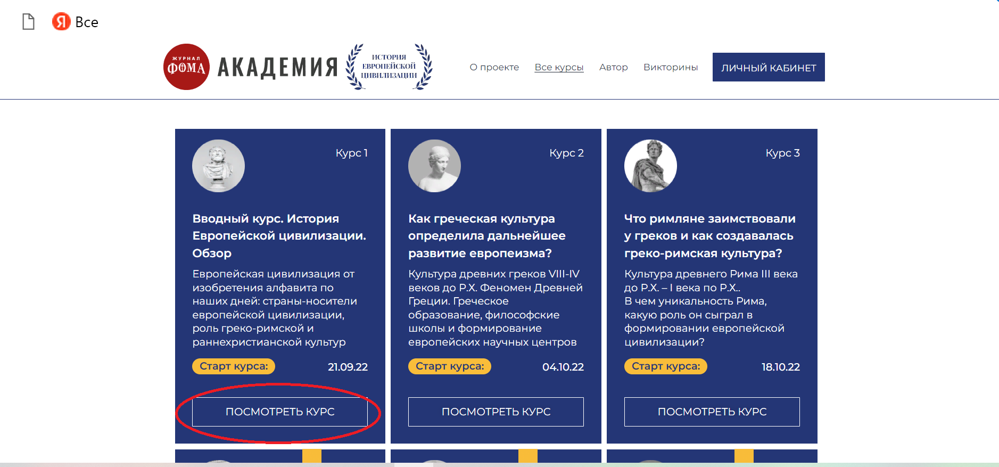 Все
ЖУРНАЛ
ФОМА
АКАДЕМИЯ
ИСТОРИЯ
ЕВРОПЕЙСКОЙ
ЦИВИЛИЗАЦИИ
О проекте
Все курсы
Автор
Викторины
ЛИЧНЫЙ КАБИНЕТ
Курс 1
Вводный курс. История
Европейской цивилизации.
Обзор
Европейская цивилизация от
изобретения алфавита по
наших дней: страны-носители
европейской цивилизации,
роль греко-римской и
раннехристианской культур
Старт курса:
21.09.22
ПОСМОТРЕТЬ КУРС
Курс 2
Как греческая культура
определила дальнейшее
развитие европеизма?
Культура древних греков VIII-IV
веков до Р.Х. Феномен Древней
Греции. Греческое
образование, философские
школы и формирование
европейских научных центров
Старт курса:
04.10.22
ПОСМОТРЕТЬ КУРС
Курс 3
Что римляне заимствовали
у греков и как создавалась
греко-римская культура?
Культура древнего Рима III века
до Р.Х. – I века по Р.Х..
В чем уникальность Рима,
какую роль он сыграл в
формировании европейской
цивилизации?
Старт курса:
18.10.22
ПОСМОТРЕТЬ КУРС